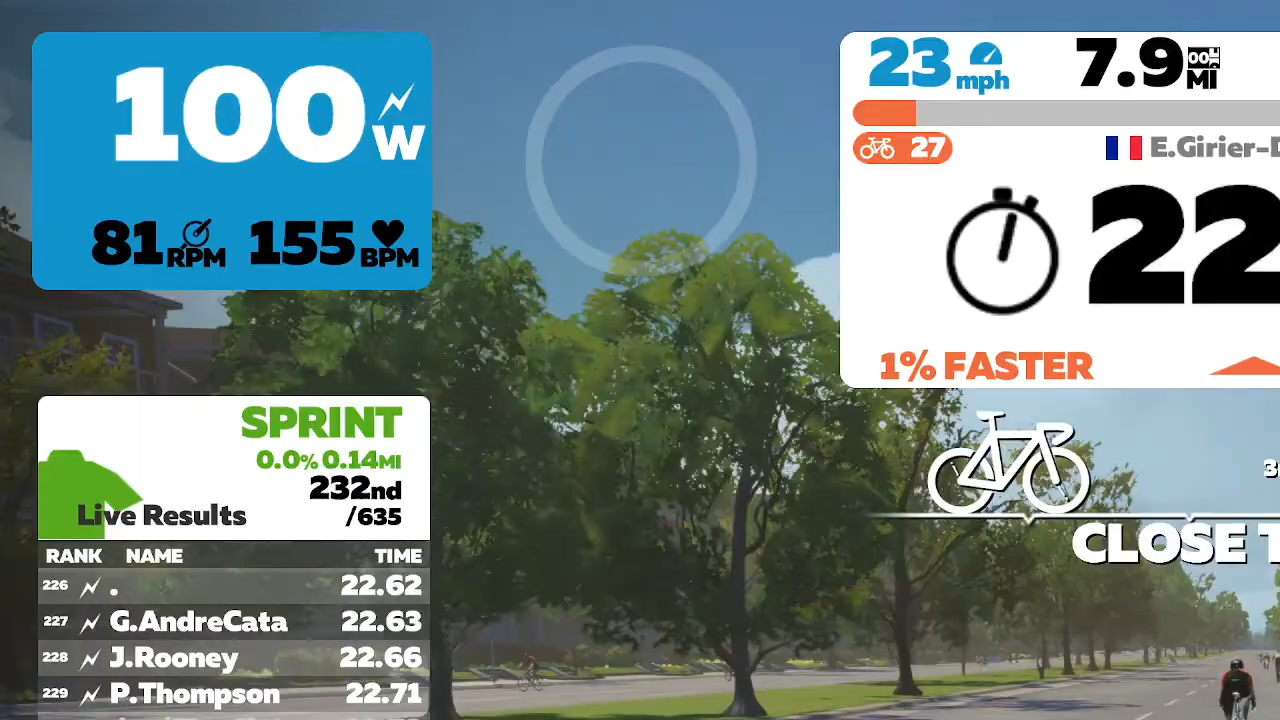 100 W
81 RPM 155 BPM
23 mph 7.9 MI
27
E.Girier-D
22
1% FASTER
SPRINT
0.0% 0.14MI
232nd
/635
Live Results
RANK NAME TIME
226 . 22.62
227 G.AndreCata 22.63
228 J.Rooney 22.66
229 P.Thompson 22.71
3
CLOSE T